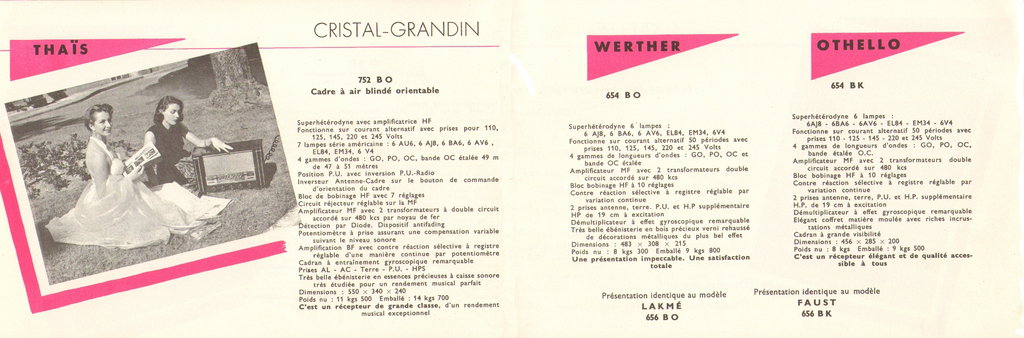 CRISTAL-GRANDIN
THAÏS
752 BO
Cadre à air blindé orientable
Superhétérodyne avec amplificatrice HF
Fonctionne sur courant alternatif avec prises pour 110,
125, 145, 220 et 245 Volts
7 lampes série américaine : 6 AU6, 6 AJ8, 6 BA6, 6 AV6,
EL84, EM34, 6 V4
4 gammes d'ondes : GO, PO, OC, bande OC étalée 49 m
de 47 à 51 mètres
Position P.U. avec inversion P.U.-Radio
Inverseur Antenne-Cadre sur le bouton de commande
d'orientation du cadre
Bloc de bobinage HF avec 7 réglages
Circuit réjecteur réglable sur la MF
Amplificateur MF avec 2 transformateurs à double circuit
accordé sur 480 kcs par noyau de fer
Détection par Diode. Dispositif antifading
Potentiomètre à prise assurant une compensation variable
suivant le niveau sonore
Amplification BF avec contre réaction sélective à registre
réglable d'une manière continue par potentiomètre
Cadran à entraînement gyroscopique remarquable
Prises AL - AC - Terre - P.U. - HPS
Très belle ébénisterie en essences précieuses à caisse sonore
très étudiée pour un rendement musical parfait
Dimensions : 550 × 340 × 240
Poids nu : 11 kgs 500 Emballé : 14 kgs 700
C'est un récepteur de grande classe, d'un rendement
musical exceptionnel
WERTHER
654 BO
Superhétérodyne 6 lampes :
6 AJ8, 6 BA6, 6 AV6, EL84, EM34, 6V4
Fonctionne sur courant alternatif 50 périodes avec
prises 110, 125, 145, 220 et 245 Volts
4 gammes de longueurs d'ondes : GO, PO, OC et
OC étalée
Amplificateur MF avec 2 transformateurs double
circuit accordé sur 480 kcs
Bloc bobinage HF à 10 réglages
Contre réaction sélective à registre réglable par
variation continue
2 prises antenne, terre. P.U. et H.P supplémentaire
HP de 19 cm à excitation
Démultiplicateur à effet gyroscopique remarquable
Très belle ébénisterie en bois précieux verni rehaussé
de décorations métalliques du plus bel effet
Dimensions : 483 × 308 × 215
Poids nu : 8 kgs 300 Emballé 9 kgs 800
Une présentation impeccable. Une satisfaction
totale
Présentation identique au modèle
LAKMÉ
656 BO
OTHELLO
654 BK
Superhétérodyne 6 lampes :
6AJ8 - 6BA6 - 6AV6 - EL84 - EM34 - 6V4
Fonctionne sur courant alternatif 50 périodes avec
prises 110 - 125 - 145 - 220 et 245 Volts
4 gammes de longueurs d'ondes : GO, PO, OC,
bande étalée O.C.
Amplificateur MF avec 2 transformateurs double
circuit accordé sur 480 kcs
Bloc bobinage HF à 10 réglages
Contre réaction sélective à registre réglable par
variation continue
2 prises antenne, terre, P.U. et H.P. supplémentaire
H.P. de 19 cm à excitation
Démultiplicateur à effet gyroscopique remarquable
Elégant coffret matière moulée avec riches incrus-
tations métalliques
Cadran à grande visibilité
Dimensions : 456 × 285 × 200
Poids nu : 8 kgs Emballé : 9 kgs 500
C'est un récepteur élégant et de qualité acces-
sible à tous
Présentation identique au modèle
FAUST
656 BK